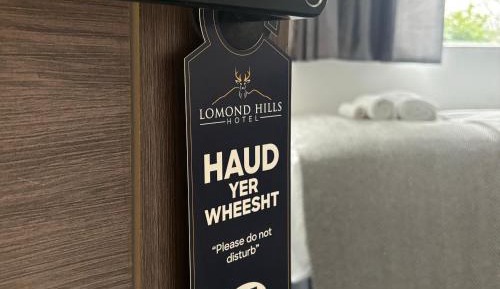 LOMOND HILLS
HOTEL
HAUD
YER
WHEESHT
"Please do not
disturb"